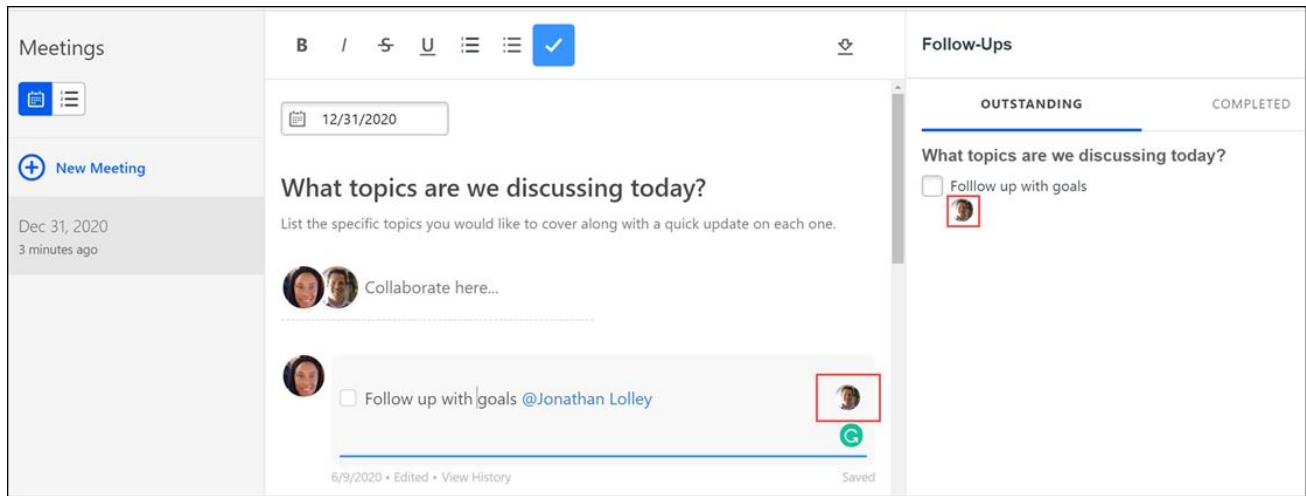 Meetings
New Meeting
Dec 31, 2020
3 minutes ago
B I S U
12/31/2020
What topics are we discussing today?
List the specific topics you would like to cover along with a quick update on each one.
Collaborate here...
Follow up with goals @Jonathan Lolley
6/9/2020 • Edited • View History Saved
Follow-Ups
OUTSTANDING COMPLETED
What topics are we discussing today?
Folllow up with goals